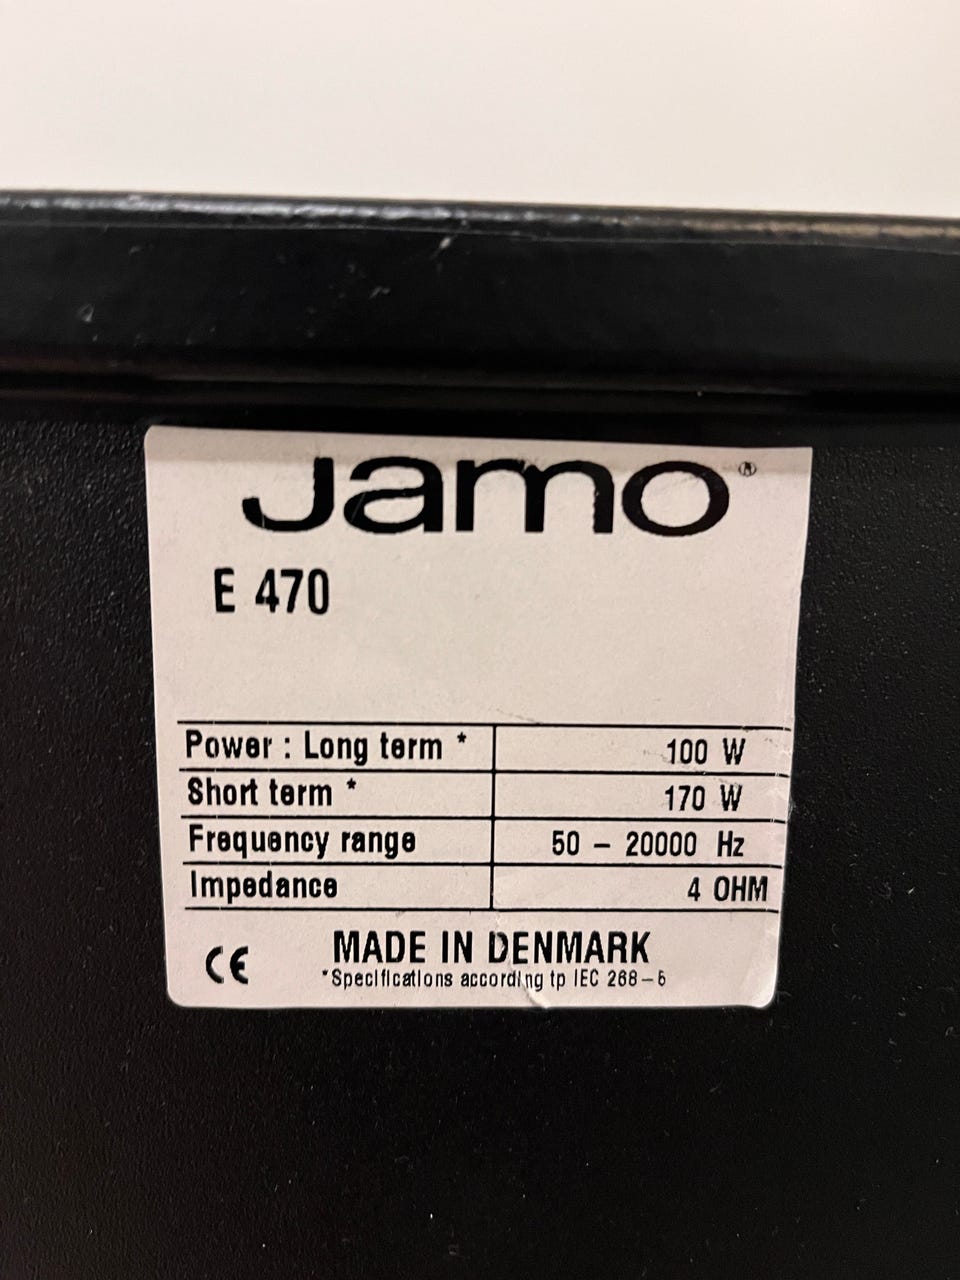 Jamo®
E 470
Power : Long term * 100 W
Short term * 170 W
Frequency range 50 – 20000 Hz
Impedance 4 OHM
CE MADE IN DENMARK
*Specifications according tp IEC 268–5